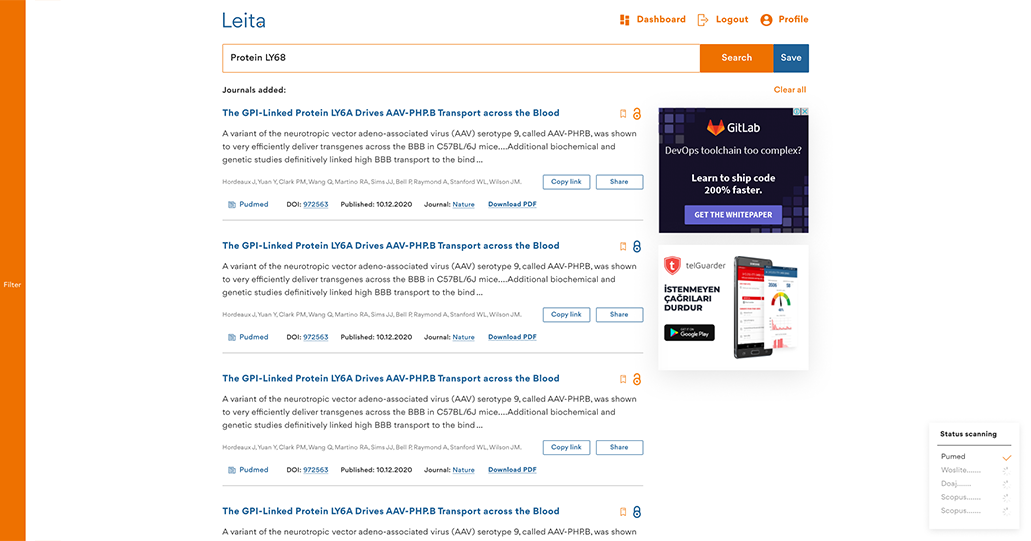 Leita
Dashboard Logout Profile
Protein LY68 Search Save
Journals added: Clear all
The GPI-Linked Protein LY6A Drives AAV-PHP.B Transport across the Blood
A variant of the neurotropic vector adeno-associated virus (AAV) serotype 9, called AAV-PHP.B, was shown
to very efficiently deliver transgenes across the BBB in C57BL/6J mice....Additional biochemical and
genetic studies definitively linked high BBB transport to the bind ...
Hordeaux J, Yuan Y, Clark PM, Wang Q, Martino RA, Sims JJ, Bell P, Raymond A, Stanford WL, Wilson JM.
Copy link Share
Pudmed DOI: 972563 Published: 10.12.2020 Journal: Nature Download PDF
The GPI-Linked Protein LY6A Drives AAV-PHP.B Transport across the Blood
A variant of the neurotropic vector adeno-associated virus (AAV) serotype 9, called AAV-PHP.B, was shown
to very efficiently deliver transgenes across the BBB in C57BL/6J mice....Additional biochemical and
genetic studies definitively linked high BBB transport to the bind ...
Hordeaux J, Yuan Y, Clark PM, Wang Q, Martino RA, Sims JJ, Bell P, Raymond A, Stanford WL, Wilson JM.
Copy link Share
Pudmed DOI: 972563 Published: 10.12.2020 Journal: Nature Download PDF
The GPI-Linked Protein LY6A Drives AAV-PHP.B Transport across the Blood
A variant of the neurotropic vector adeno-associated virus (AAV) serotype 9, called AAV-PHP.B, was shown
to very efficiently deliver transgenes across the BBB in C57BL/6J mice....Additional biochemical and
genetic studies definitively linked high BBB transport to the bind ...
Hordeaux J, Yuan Y, Clark PM, Wang Q, Martino RA, Sims JJ, Bell P, Raymond A, Stanford WL, Wilson JM.
Copy link Share
Pudmed DOI: 972563 Published: 10.12.2020 Journal: Nature Download PDF
The GPI-Linked Protein LY6A Drives AAV-PHP.B Transport across the Blood
A variant of the neurotropic vector adeno-associated virus (AAV) serotype 9, called AAV-PHP.B, was shown
GitLab
DevOps toolchain too complex?
Learn to ship code
200% faster.
GET THE WHITEPAPER
telGuarder
İSTENMEYEN
ÇAĞRILARI
DURDUR
Google Play
Filter
Status scanning
Pumed
Woslite.......
Doaj.......
Scopus.......
Scopus.......